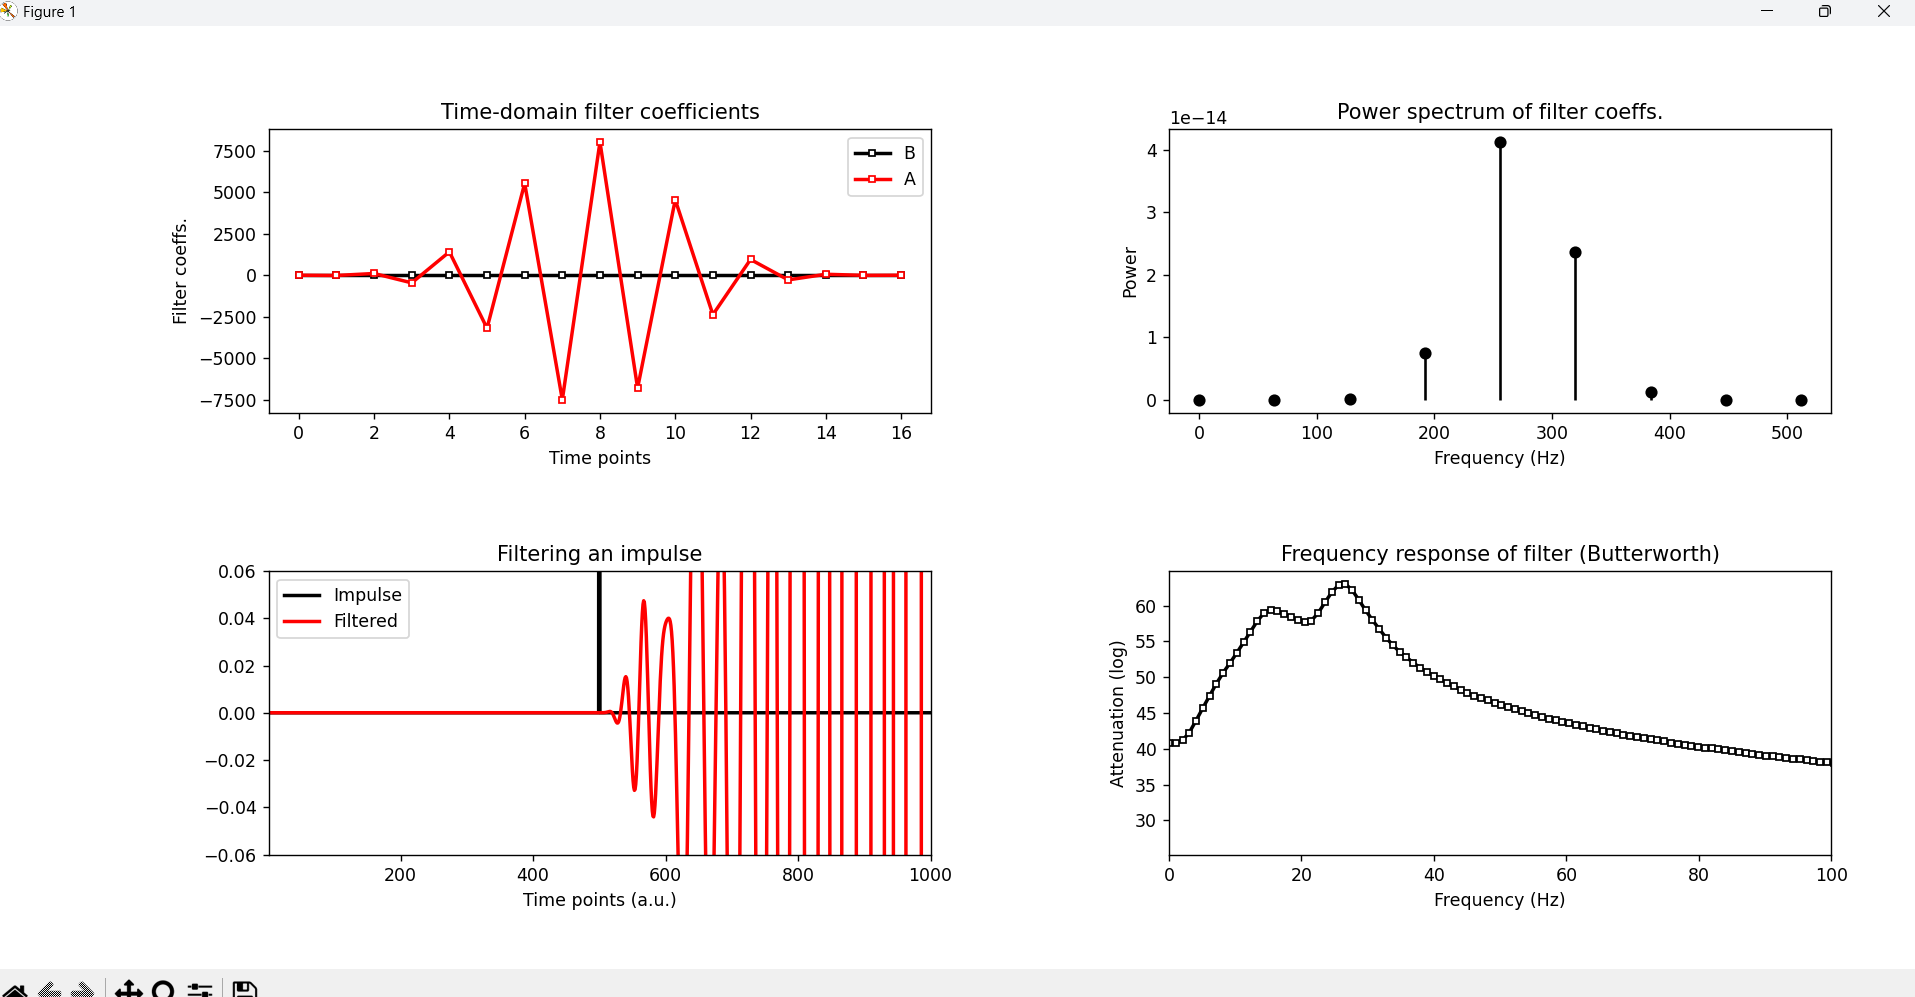 Figure 1
Time-domain filter coefficients
7500
5000
2500
0
−2500
−5000
−7500
Filter coeffs.
B
A
0 2 4 6 8 10 12 14 16
Time points
Power spectrum of filter coeffs.
1e−14
4
3
2
1
0
Power
0 100 200 300 400 500
Frequency (Hz)
Filtering an impulse
0.06
0.04
0.02
0.00
−0.02
−0.04
−0.06
Impulse
Filtered
200 400 600 800 1000
Time points (a.u.)
Frequency response of filter (Butterworth)
60
55
50
45
40
35
30
Attenuation (log)
0 20 40 60 80 100
Frequency (Hz)